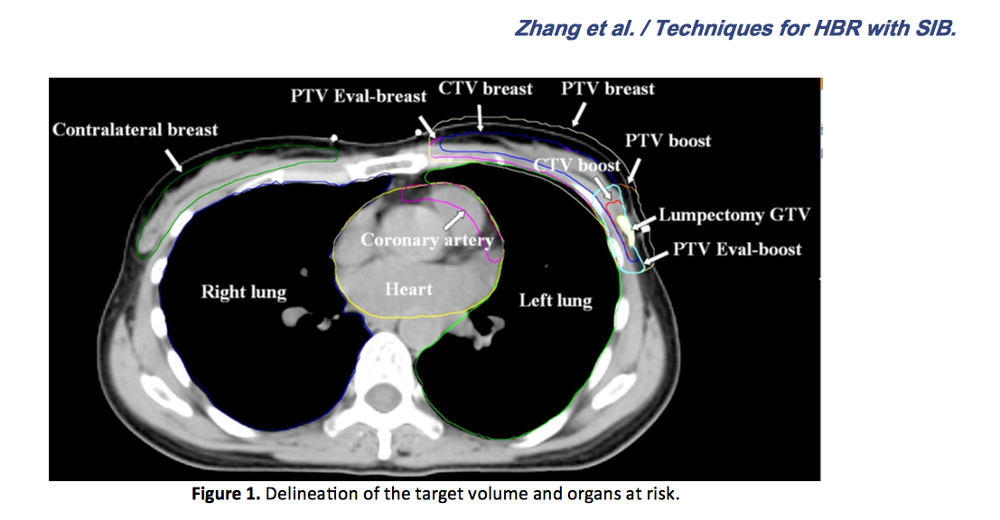 Zhang et al. / Techniques for HBR with SIB.
PTV Eval-breast
CTV breast
PTV breast
Contralateral breast
PTV boost
CTV boost
Lumpectomy GTV
Coronary artery
PTV Eval-boost
Right lung
Heart
Left lung
Figure 1. Delineation of the target volume and organs at risk.